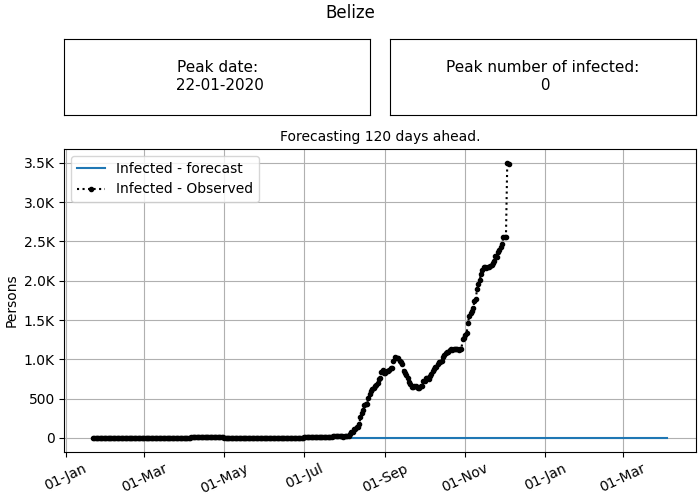 Belize
Peak date:
22-01-2020
Peak number of infected:
0
Forecasting 120 days ahead.
Infected - forecast
Infected - Observed
Persons
3.5K
3.0K
2.5K
2.0K
1.5K
1.0K
500
0
01-Jan
01-Mar
01-May
01-Jul
01-Sep
01-Nov
01-Jan
01-Mar